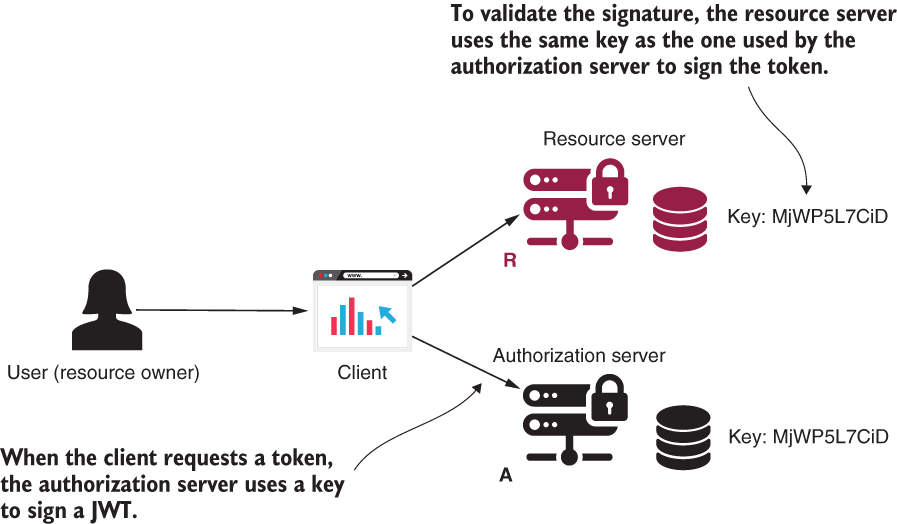 To validate the signature, the resource server
uses the same key as the one used by the
authorization server to sign the token.
Resource server
Key: MjWP5L7CiD
R
www.
User (resource owner)
Client
Authorization server
Key: MjWP5L7CiD
A
When the client requests a token,
the authorization server uses a key
to sign a JWT.